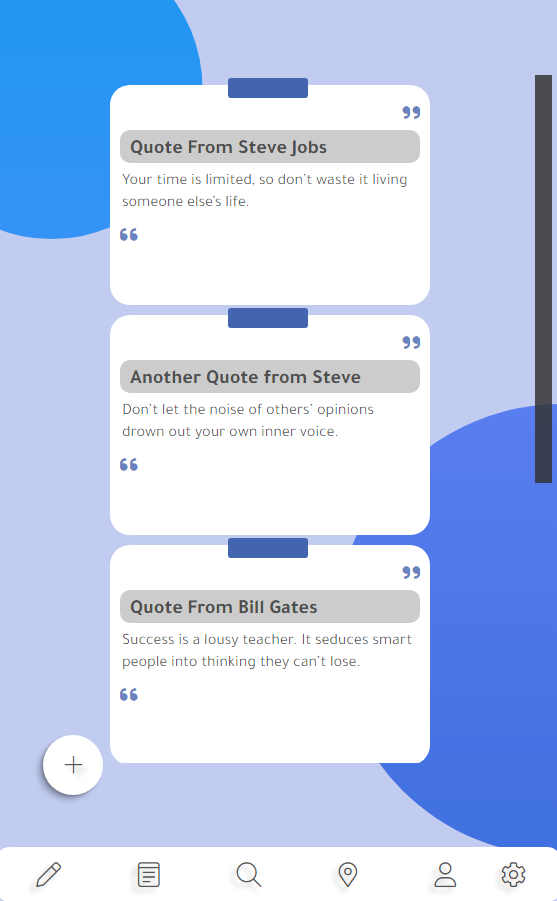 ”
Quote From Steve Jobs
Your time is limited, so don't waste it living
someone else's life.
“
”
Another Quote from Steve
Don't let the noise of others' opinions
drown out your own inner voice.
“
”
Quote From Bill Gates
Success is a lousy teacher. It seduces smart
people into thinking they can't lose.
“